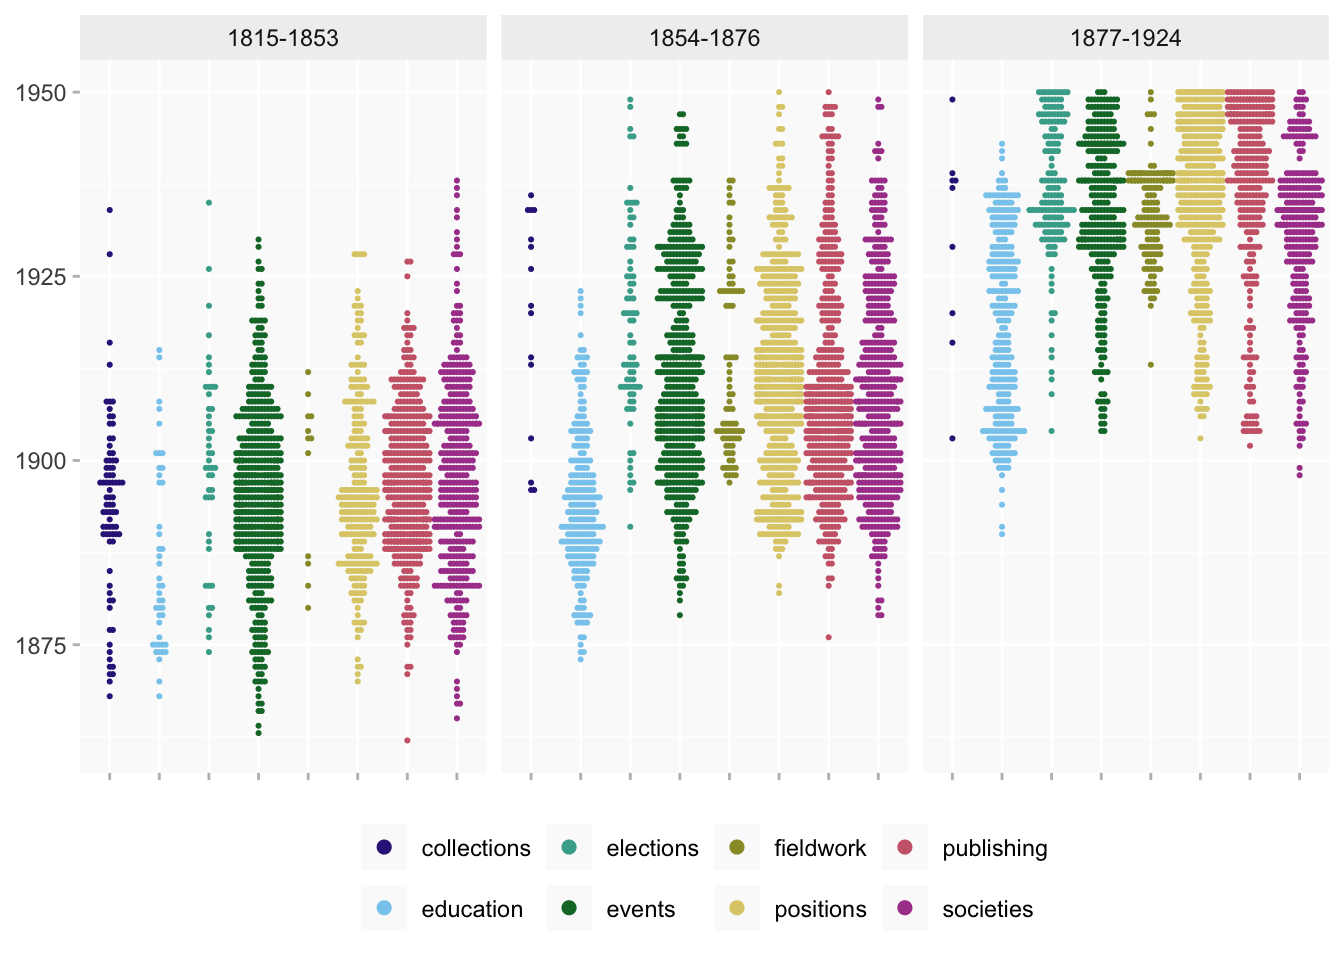 1815-1853 1854-1876 1877-1924
1950
1925
1900
1875
collections elections fieldwork publishing
education events positions societies